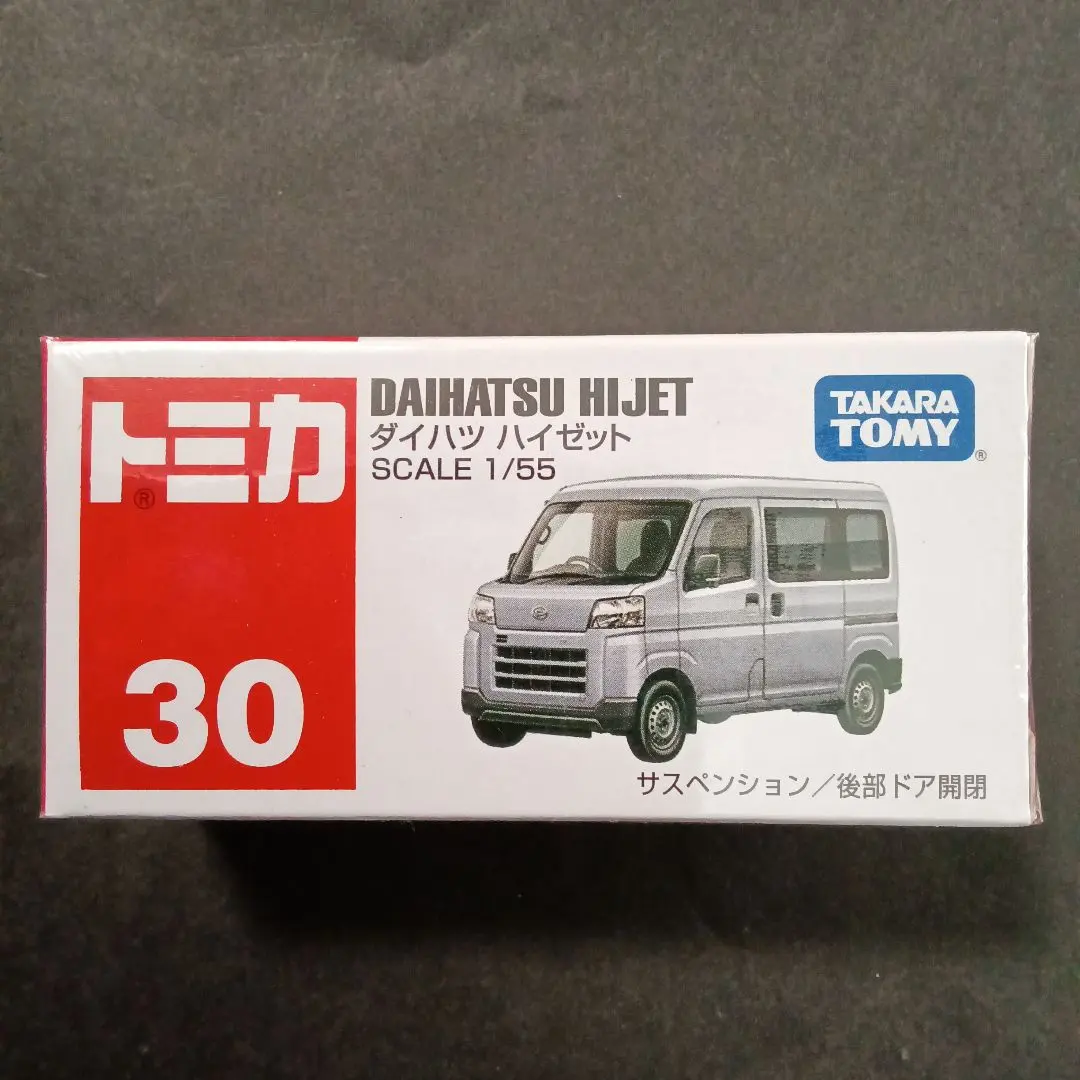 トミカ
®
30
DAIHATSU HIJET
ダイハツ ハイゼット
SCALE 1/55
TAKARA
TOMY
®
サスペンション/後部ドア開閉